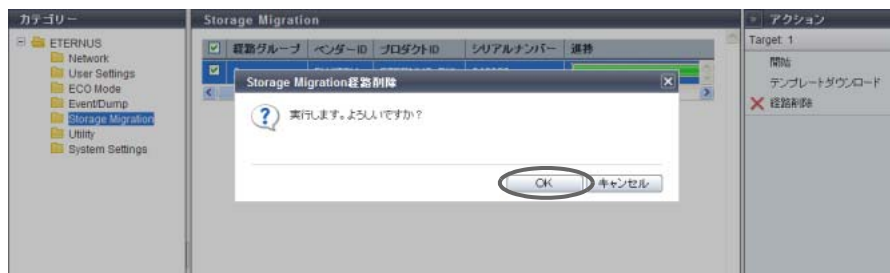 カテゴリー
ETERNUS
Network
User Settings
ECO Mode
Event/Dump
Storage Migration
Utility
System Settings
Storage Migration
経路グループ ベンダーID プロダクトID シリアルナンバー 進捗
Storage Migration経路削除
実行します。よろしいですか?
OK キャンセル
アクション
Target: 1
開始
テンプレートダウンロード
経路削除